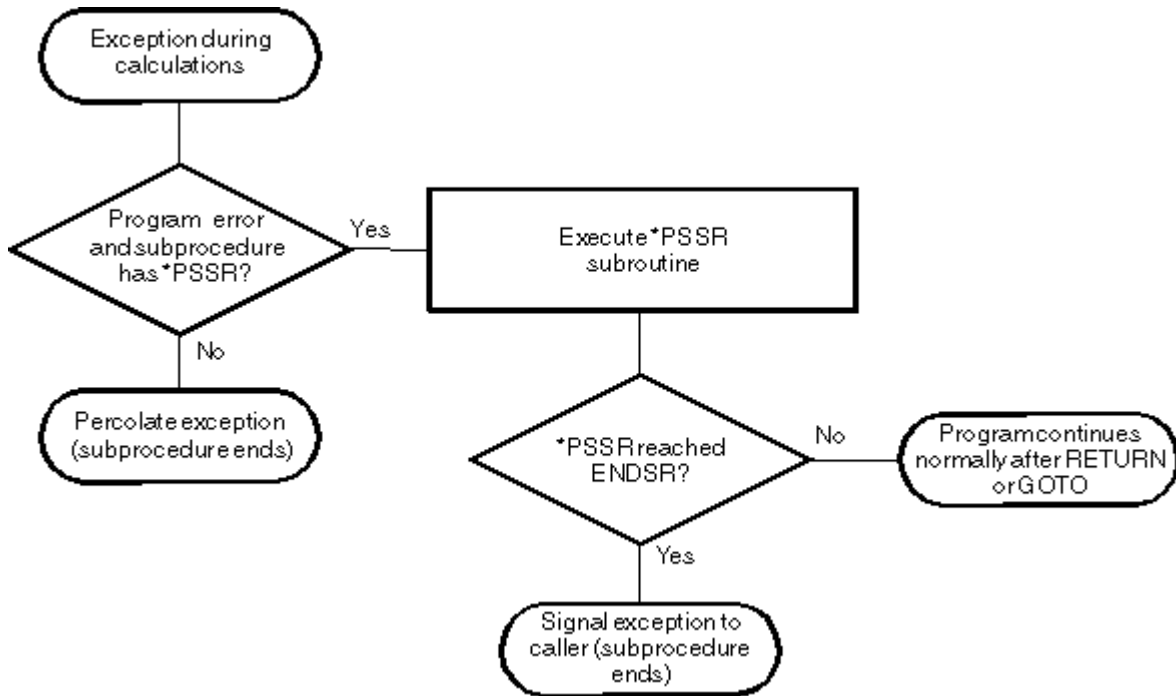 Exception during
calculations
Program error
and subprocedure
has *PSSR?
Yes
Execute *PSSR
subroutine
No
Percolate exception
(subprocedure ends)
*PSSR reached
ENDSR?
No
Program continues
normally after RETURN
or GOTO
Yes
Signal exception to
caller (subprocedure
ends)